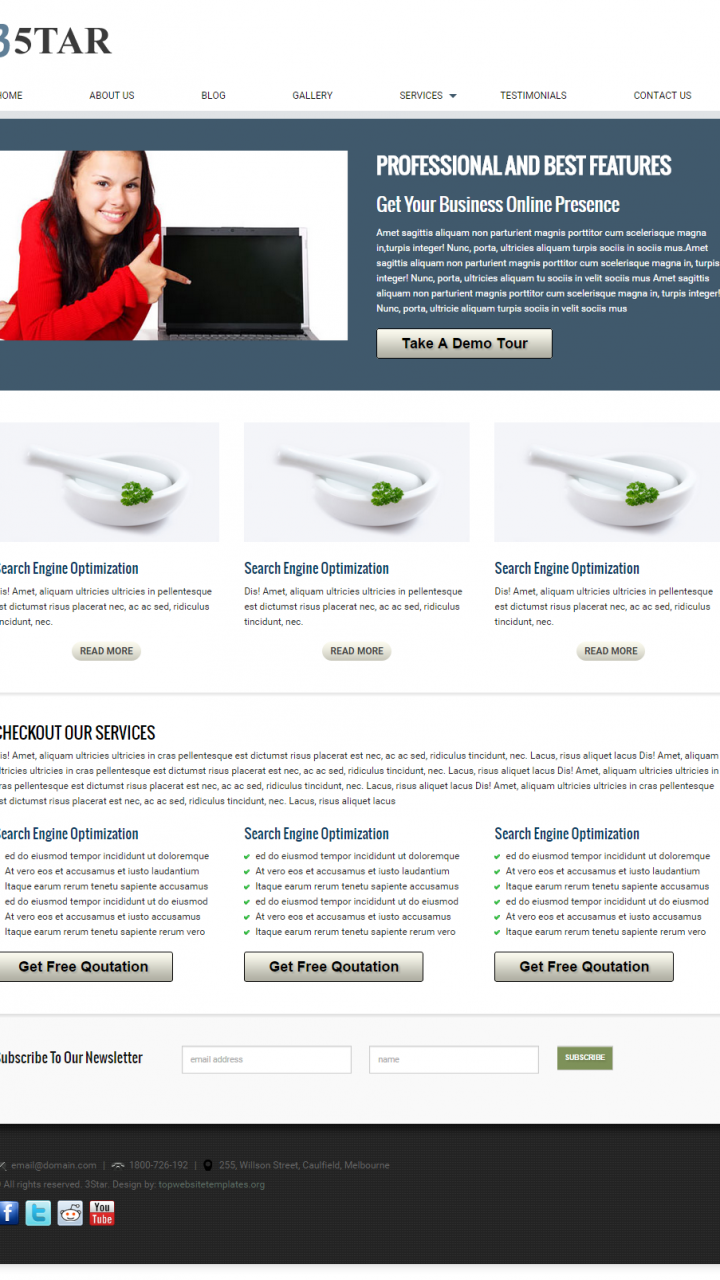 35TAR
HOME ABOUT US BLOG GALLERY SERVICES TESTIMONIALS CONTACT US
PROFESSIONAL AND BEST FEATURES
Get Your Business Online Presence
Amet sagittis aliquam non parturient magnis porttitor cum scelerisque magna
in,turpis integer! Nunc, porta, ultricies aliquam turpis sociis in sociis mus.Amet
sagittis aliquam non parturient magnis porttitor cum scelerisque magna in, turpis
integer! Nunc, porta, ultricies aliquam tu sociis in velit sociis mus Amet sagittis
aliquam non parturient magnis porttitor cum scelerisque magna in, turpis integer!
Nunc, porta, ultricie aliquam turpis sociis in velit sociis mus
Take A Demo Tour
Search Engine Optimization
Dis! Amet, aliquam ultricies ultricies in pellentesque
est dictumst risus placerat nec, ac ac sed, ridiculus
tincidunt, nec.
READ MORE
Search Engine Optimization
Dis! Amet, aliquam ultricies ultricies in pellentesque
est dictumst risus placerat nec, ac ac sed, ridiculus
tincidunt, nec.
READ MORE
Search Engine Optimization
Dis! Amet, aliquam ultricies ultricies in pellentesque
est dictumst risus placerat nec, ac ac sed, ridiculus
tincidunt, nec.
READ MORE
CHECKOUT OUR SERVICES
Dis! Amet, aliquam ultricies ultricies in cras pellentesque est dictumst risus placerat est nec, ac ac sed, ridiculus tincidunt, nec. Lacus, risus aliquet lacus Dis! Amet, aliquam
ultricies ultricies in cras pellentesque est dictumst risus placerat est nec, ac ac sed, ridiculus tincidunt, nec. Lacus, risus aliquet lacus Dis! Amet, aliquam ultricies ultricies in
cras pellentesque est dictumst risus placerat est nec, ac ac sed, ridiculus tincidunt, nec. Lacus, risus aliquet lacus Dis! Amet, aliquam ultricies ultricies in cras pellentesque
est dictumst risus placerat est nec, ac ac sed, ridiculus tincidunt, nec. Lacus, risus aliquet lacus
Search Engine Optimization
ed do eiusmod tempor incididunt ut doloremque
At vero eos et accusamus et iusto laudantium
Itaque earum rerum tenetu sapiente accusamus
ed do eiusmod tempor incididunt ut do eiusmod
At vero eos et accusamus et iusto accusamus
Itaque earum rerum tenetu sapiente rerum vero
Get Free Qoutation
Search Engine Optimization
ed do eiusmod tempor incididunt ut doloremque
At vero eos et accusamus et iusto laudantium
Itaque earum rerum tenetu sapiente accusamus
ed do eiusmod tempor incididunt ut do eiusmod
At vero eos et accusamus et iusto accusamus
Itaque earum rerum tenetu sapiente rerum vero
Get Free Qoutation
Search Engine Optimization
ed do eiusmod tempor incididunt ut doloremque
At vero eos et accusamus et iusto laudantium
Itaque earum rerum tenetu sapiente accusamus
ed do eiusmod tempor incididunt ut do eiusmod
At vero eos et accusamus et iusto accusamus
Itaque earum rerum tenetu sapiente rerum vero
Get Free Qoutation
Subscribe To Our Newsletter email address name SUBSCRIBE
email@domain.com | 1800-726-192 | 255, Willson Street, Caulfield, Melbourne
© All rights reserved. 3Star. Design by: topwebsitetemplates.org
f t You Tube